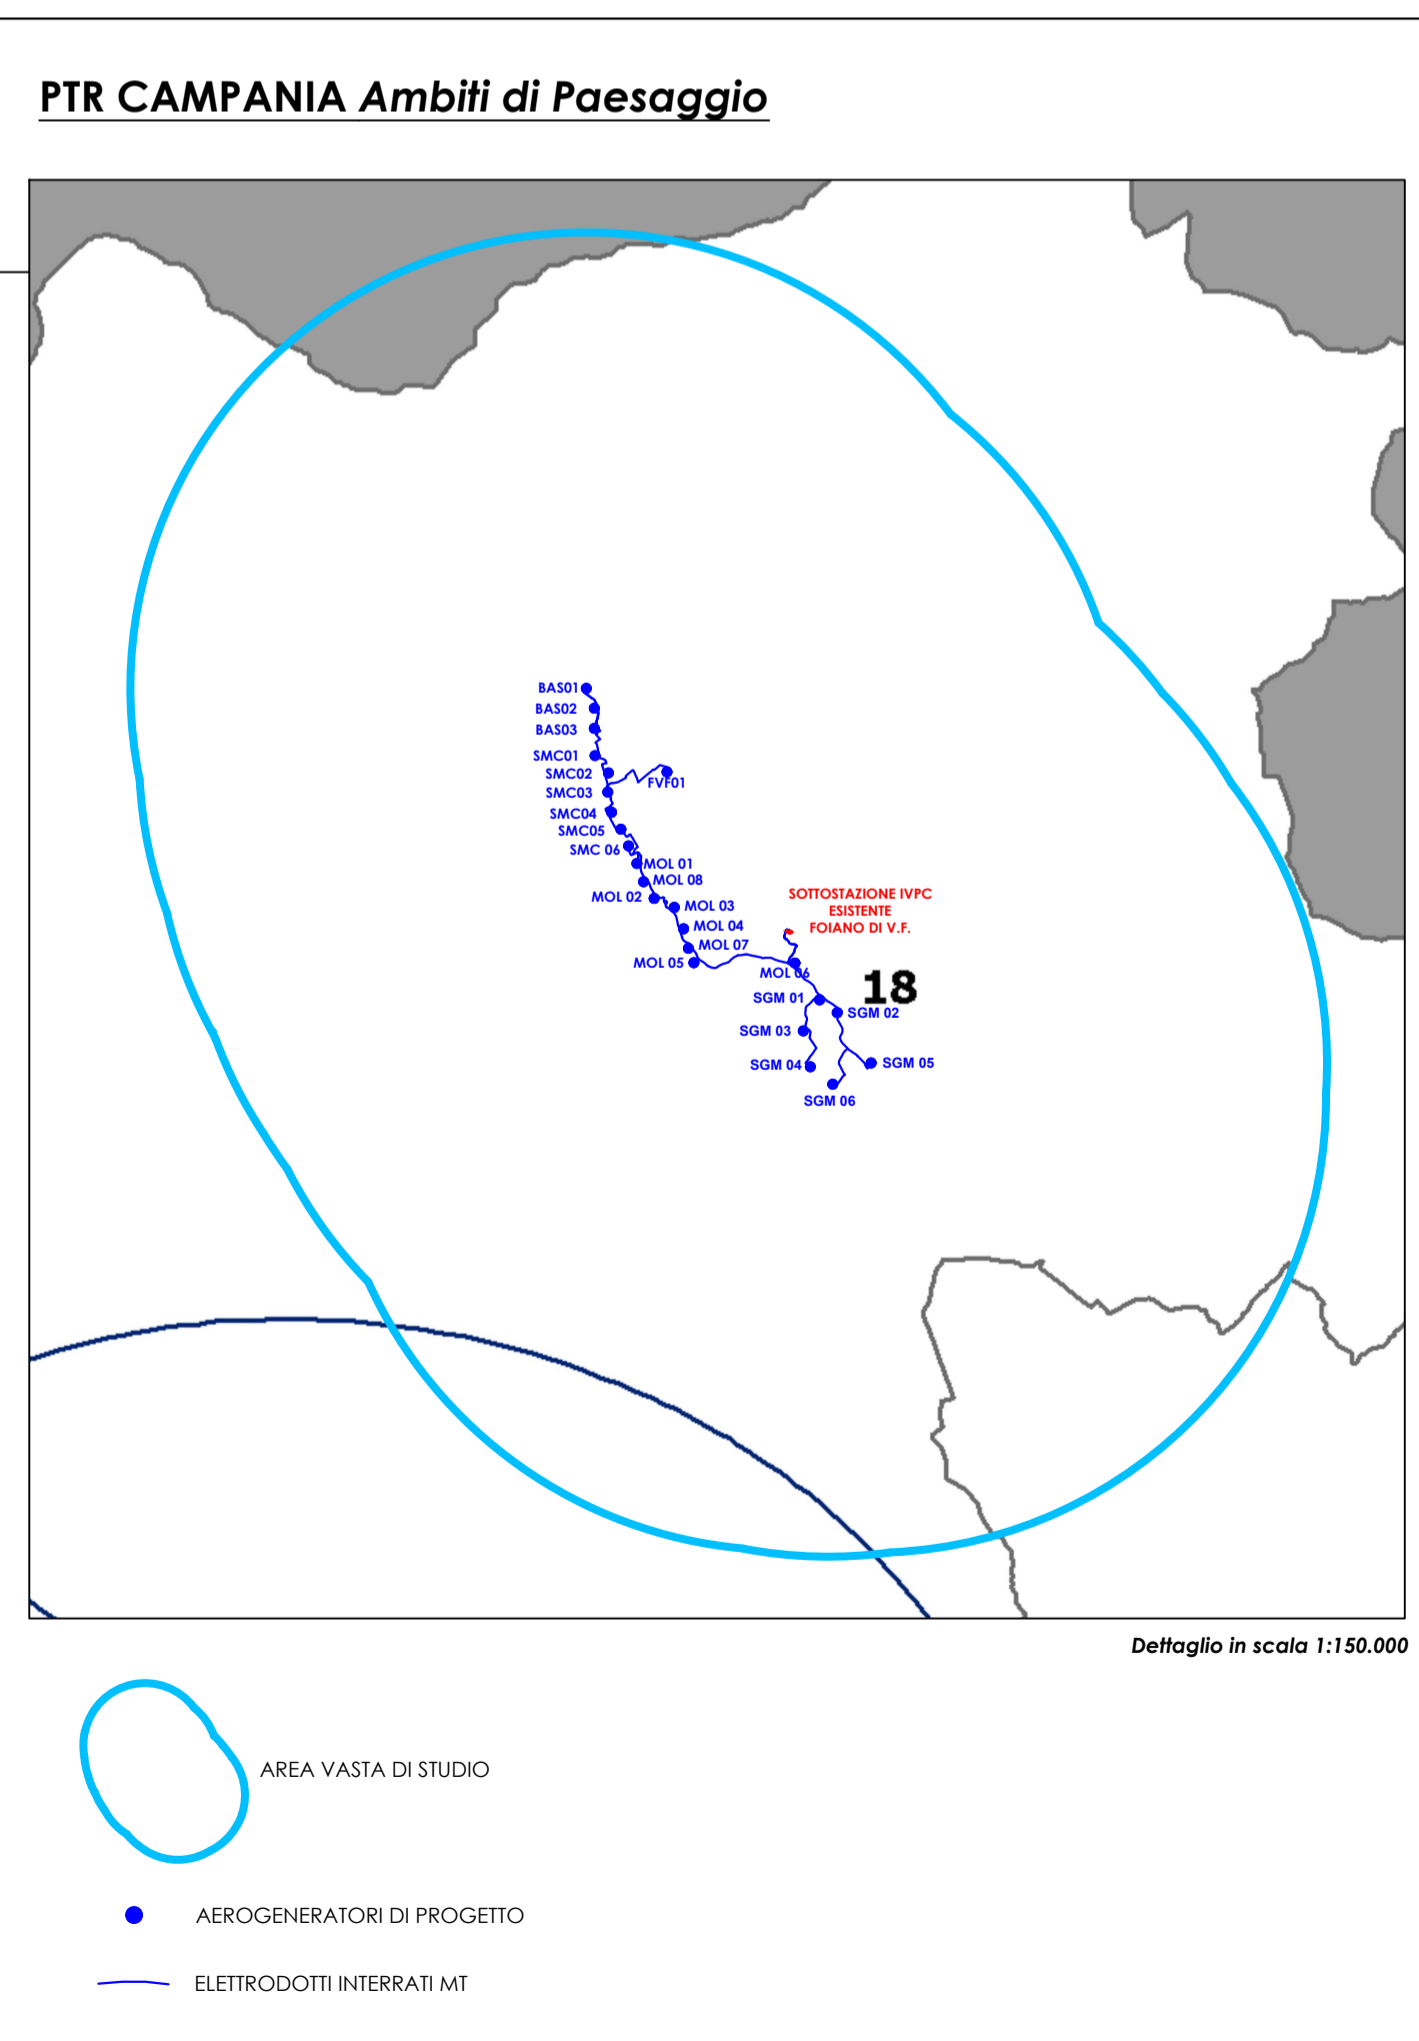 PTR CAMPANIA Ambiti di Paesaggio
BAS01
BAS02
BAS03
SMC01
SMC02
FVF01
SMC03
SMC04
SMC05
SMC 06
MOL 01
MOL 08
MOL 02
MOL 03
MOL 04
MOL 07
MOL 05
SOTTOSTAZIONE IVPC
ESISTENTE
FOIANO DI V.F.
MOL 06
18
SGM 01
SGM 02
SGM 03
SGM 04
SGM 05
SGM 06
Dettaglio in scala 1:150.000
AREA VASTA DI STUDIO
AEROGENERATORI DI PROGETTO
ELETTRODOTTI INTERRATI MT